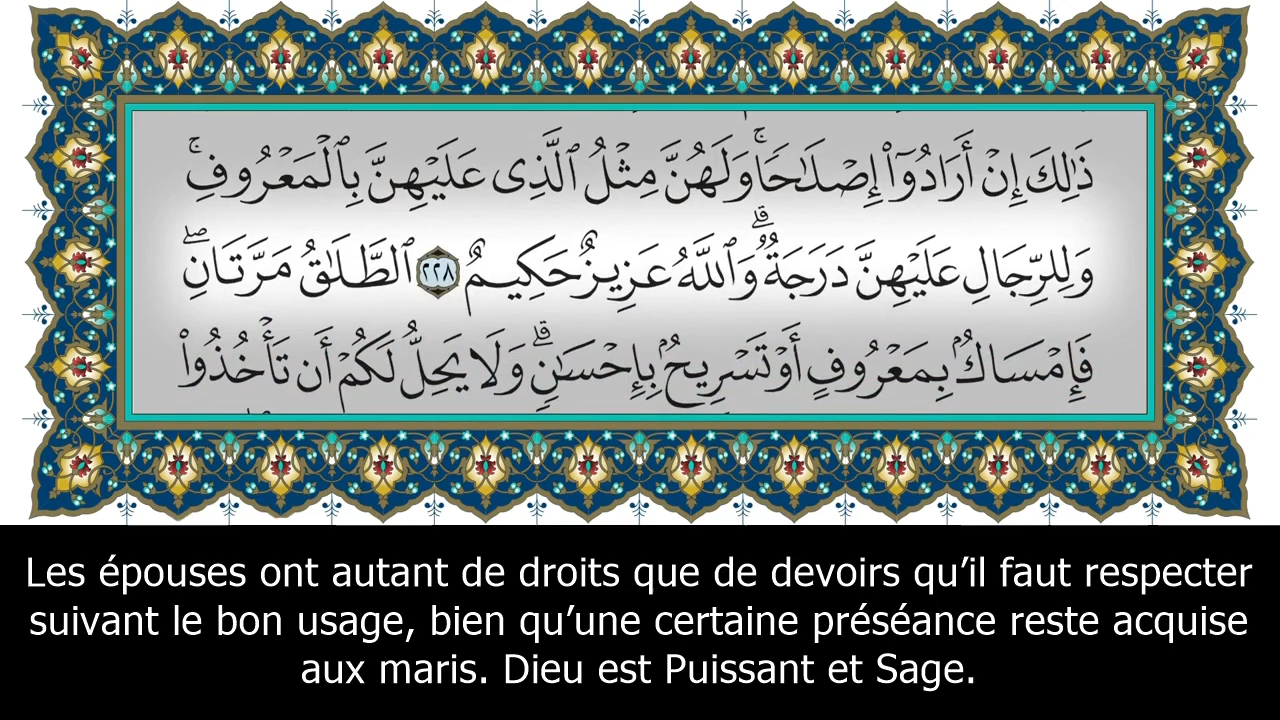 ذَٰلِكَ إِنْ أَرَادُوٓا۟ إِصْلَٰحًا ۚ وَلَهُنَّ مِثْلُ ٱلَّذِى عَلَيْهِنَّ بِٱلْمَعْرُوفِ ۚ
وَلِلرِّجَالِ عَلَيْهِنَّ دَرَجَةٌ ۗ وَٱللَّهُ عَزِيزٌ حَكِيمٌ ٢٢٨ ٱلطَّلَٰقُ مَرَّتَانِ ۖ
فَإِمْسَاكٌۢ بِمَعْرُوفٍ أَوْ تَسْرِيحٌۢ بِإِحْسَٰنٍ ۗ وَلَا يَحِلُّ لَكُمْ أَن تَأْخُذُوا۟
Les épouses ont autant de droits que de devoirs qu’il faut respecter
suivant le bon usage, bien qu’une certaine préséance reste acquise
aux maris. Dieu est Puissant et Sage.